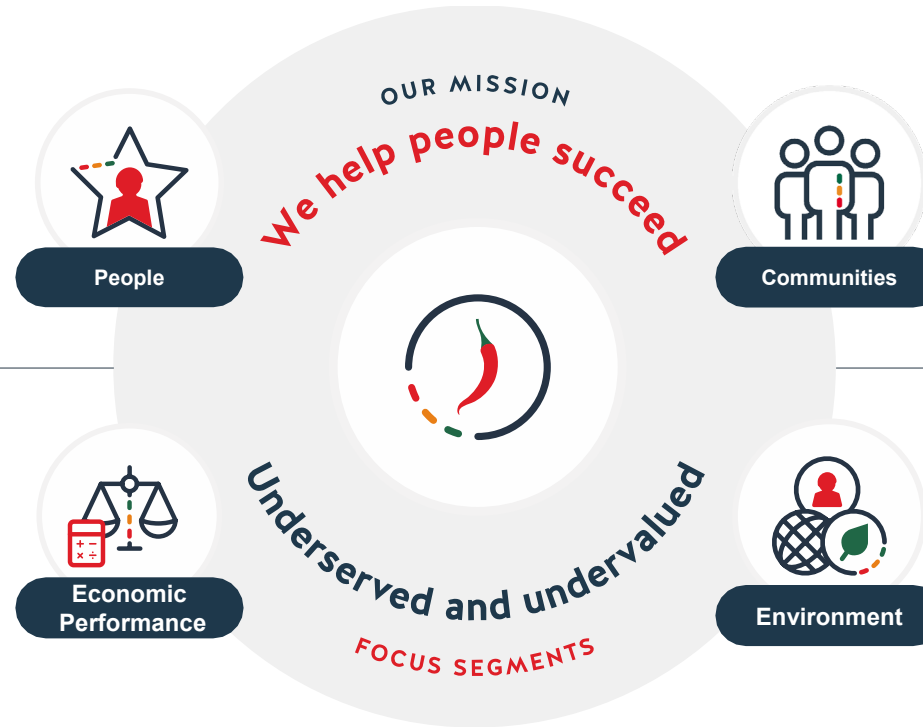 OUR MISSION
We help people succeed
People
Communities
Economic
Performance
Environment
Underserved and undervalued
FOCUS SEGMENTS